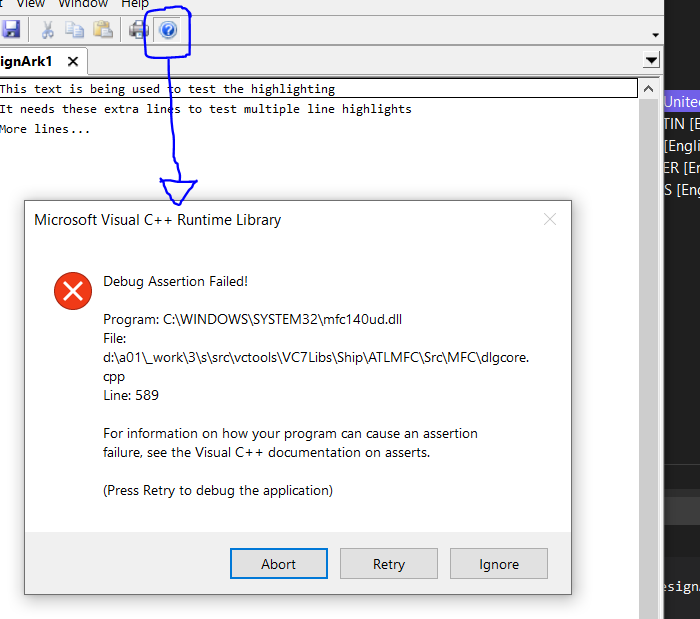 View Window Help
ignArk1
This text is being used to test the highlighting
It needs these extra lines to test multiple line highlights
More lines...
Unite
TIN [E
[Engli
ER [En
S [Eng
Microsoft Visual C++ Runtime Library
Debug Assertion Failed!
Program: C:\WINDOWS\SYSTEM32\mfc140ud.dll
File:
d:\a01\_work\3\s\src\vctools\VC7Libs\Ship\ATLMFC\Src\MFC\dlgcore.
cpp
Line: 589
For information on how your program can cause an assertion
failure, see the Visual C++ documentation on asserts.
(Press Retry to debug the application)
Abort Retry Ignore
esign